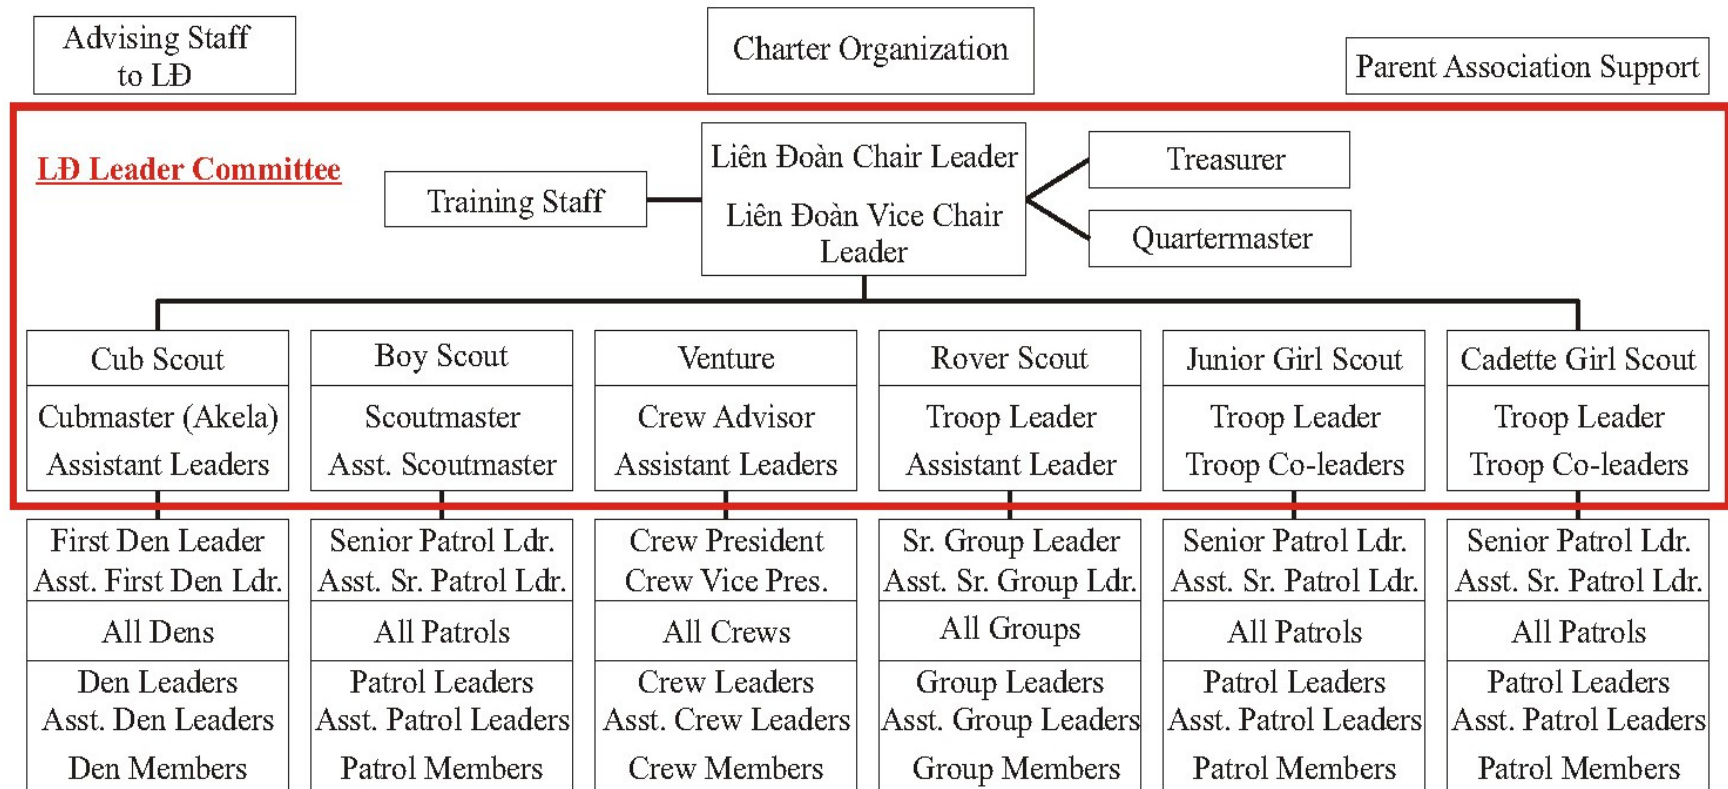 Advising Staff
to LĐ
Charter Organization
Parent Association Support
LĐ Leader Committee
Training Staff
Liên Đoàn Chair Leader
Liên Đoàn Vice Chair
Leader
Treasurer
Quartermaster
Cub Scout
Cubmaster (Akela)
Assistant Leaders
First Den Leader
Asst. First Den Ldr.
All Dens
Den Leaders
Asst. Den Leaders
Den Members
Boy Scout
Scoutmaster
Asst. Scoutmaster
Senior Patrol Ldr.
Asst. Sr. Patrol Ldr.
All Patrols
Patrol Leaders
Asst. Patrol Leaders
Patrol Members
Venture
Crew Advisor
Assistant Leaders
Crew President
Crew Vice Pres.
All Crews
Crew Leaders
Asst. Crew Leaders
Crew Members
Rover Scout
Troop Leader
Assistant Leader
Sr. Group Leader
Asst. Sr. Group Ldr.
All Groups
Group Leaders
Asst. Group Leaders
Group Members
Junior Girl Scout
Troop Leader
Troop Co-leaders
Senior Patrol Ldr.
Asst. Sr. Patrol Ldr.
All Patrols
Patrol Leaders
Asst. Patrol Leaders
Patrol Members
Cadette Girl Scout
Troop Leader
Troop Co-leaders
Senior Patrol Ldr.
Asst. Sr. Patrol Ldr.
All Patrols
Patrol Leaders
Asst. Patrol Leaders
Patrol Members